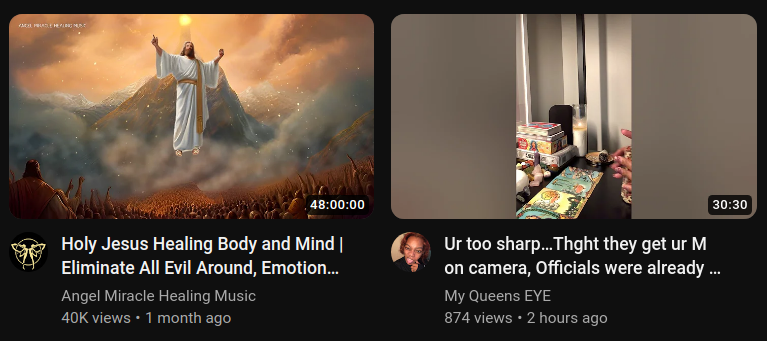 ANGEL MIRACLE HEALING MUSIC
48:00:00
30:30
Holy Jesus Healing Body and Mind |
Eliminate All Evil Around, Emotion…
Angel Miracle Healing Music
40K views • 1 month ago
Ur too sharp...Thght they get ur M
on camera, Officials were already …
My Queens EYE
874 views • 2 hours ago